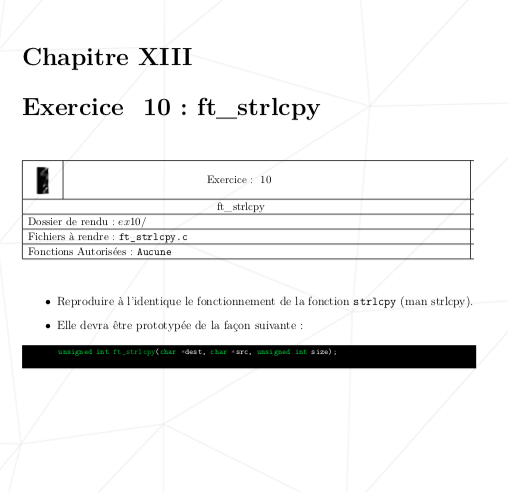 Chapitre XIII
Exercice 10 : ft_strlcpy
Exercice : 10
ft_strlcpy
Dossier de rendu : ex10/
Fichiers à rendre : ft_strlcpy.c
Fonctions Autorisées : Aucune
• Reproduire à l'identique le fonctionnement de la fonction strlcpy (man strlcpy).
• Elle devra être prototypée de la façon suivante :
unsigned int ft_strlcpy(char *dest, char *src, unsigned int size);